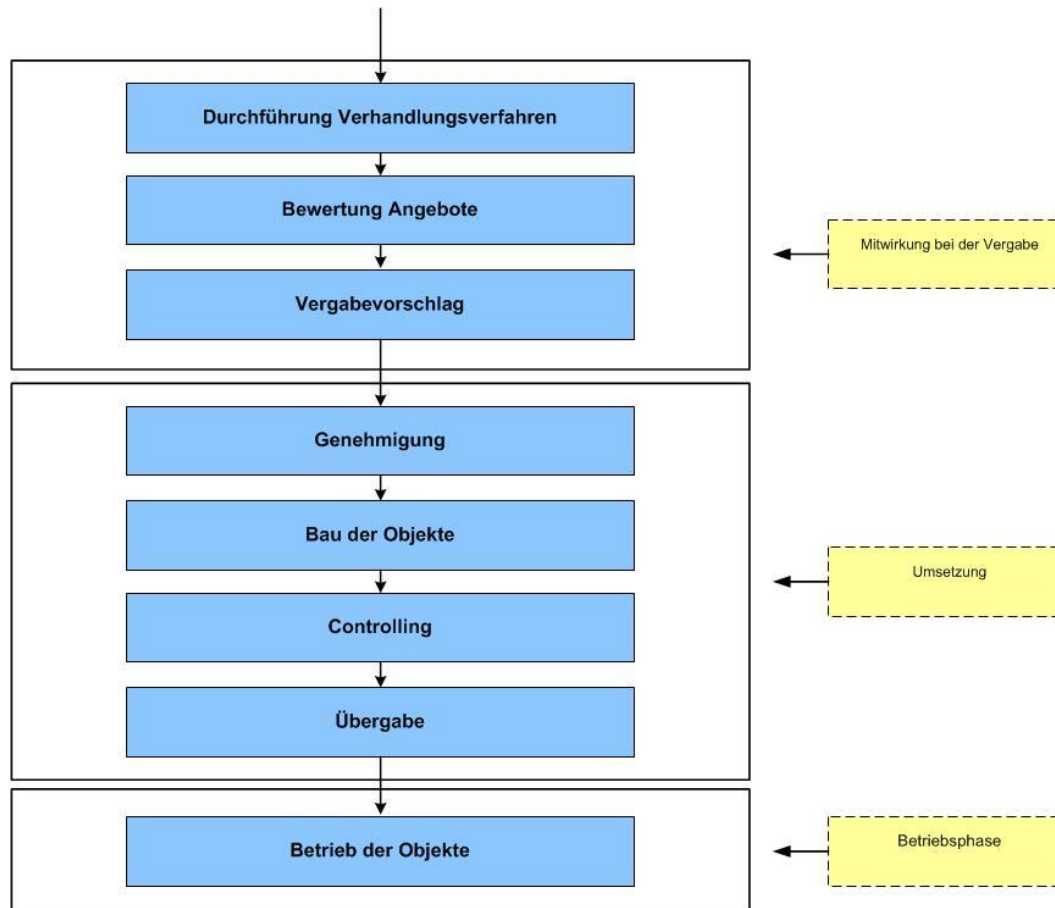 Durchführung Verhandlungsverfahren
Bewertung Angebote
Mitwirkung bei der Vergabe
Vergabevorschlag
Genehmigung
Bau der Objekte
Umsetzung
Controlling
Übergabe
Betrieb der Objekte
Betriebsphase